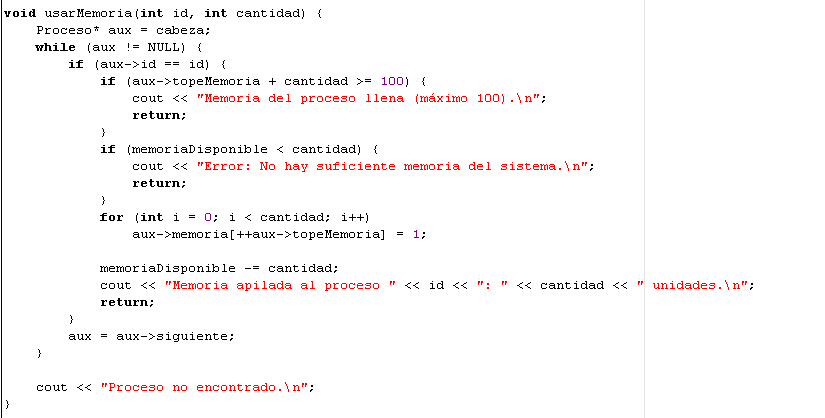 void usarMemoria(int id, int cantidad) {
    Proceso* aux = cabeza;
    while (aux != NULL) {
        if (aux->id == id) {
            if (aux->topeMemoria + cantidad >= 100) {
                cout << "Memoria del proceso llena (máximo 100).\n";
                return;
            }
            if (memoriaDisponible < cantidad) {
                cout << "Error: No hay suficiente memoria del sistema.\n";
                return;
            }
            for (int i = 0; i < cantidad; i++)
                aux->memoria[++aux->topeMemoria] = 1;

            memoriaDisponible -= cantidad;
            cout << "Memoria apilada al proceso " << id << ": " << cantidad << " unidades.\n";
            return;
        }
        aux = aux->siguiente;
    }

    cout << "Proceso no encontrado.\n";
}